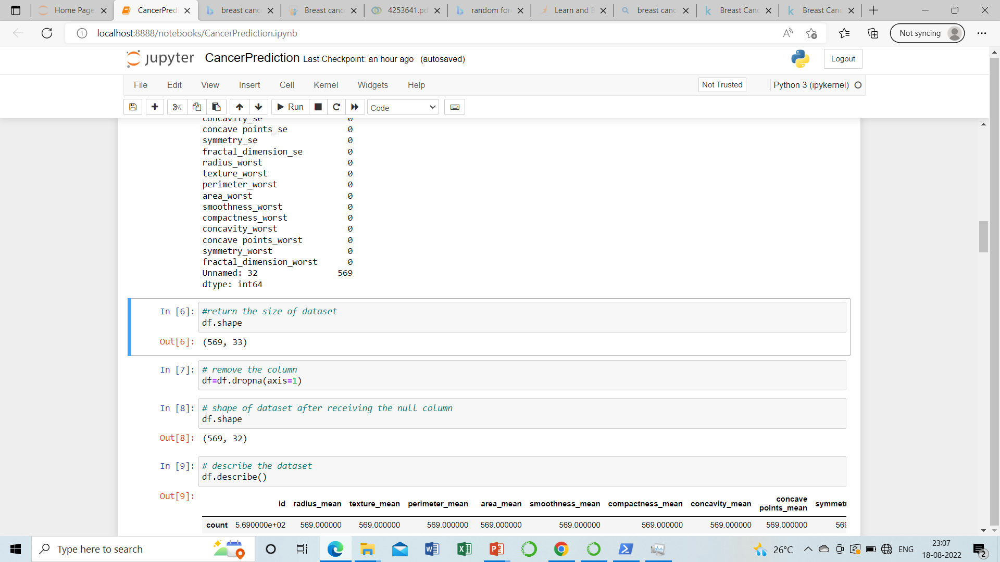 Home Page
CancerPred
breast canc
Breast canc
4253641.pd
random for
Learn and E
breast canc
Breast Canc
Breast Canc
localhost:8888/notebooks/CancerPrediction.ipynb
Not syncing
jupyter CancerPrediction Last Checkpoint: an hour ago (autosaved)
Logout
File Edit View Insert Cell Kernel Widgets Help
Not Trusted
Python 3 (ipykernel)
Run
Code
concavity_se 0
concave points_se 0
symmetry_se 0
fractal_dimension_se 0
radius_worst 0
texture_worst 0
perimeter_worst 0
area_worst 0
smoothness_worst 0
compactness_worst 0
concavity_worst 0
concave points_worst 0
symmetry_worst 0
fractal_dimension_worst 0
Unnamed: 32 569
dtype: int64
In [6]: #return the size of dataset
df.shape
Out[6]: (569, 33)
In [7]: # remove the column
df=df.dropna(axis=1)
In [8]: # shape of dataset after receiving the null column
df.shape
Out[8]: (569, 32)
In [9]: # describe the dataset
df.describe()
Out[9]:
id radius_mean texture_mean perimeter_mean area_mean smoothness_mean compactness_mean concavity_mean concave points_mean symmetr
count 5.690000e+02 569.000000 569.000000 569.000000 569.000000 569.000000 569.000000 569.000000 569.000000 569
Type here to search
26°C
ENG
23:07
18-08-2022
2